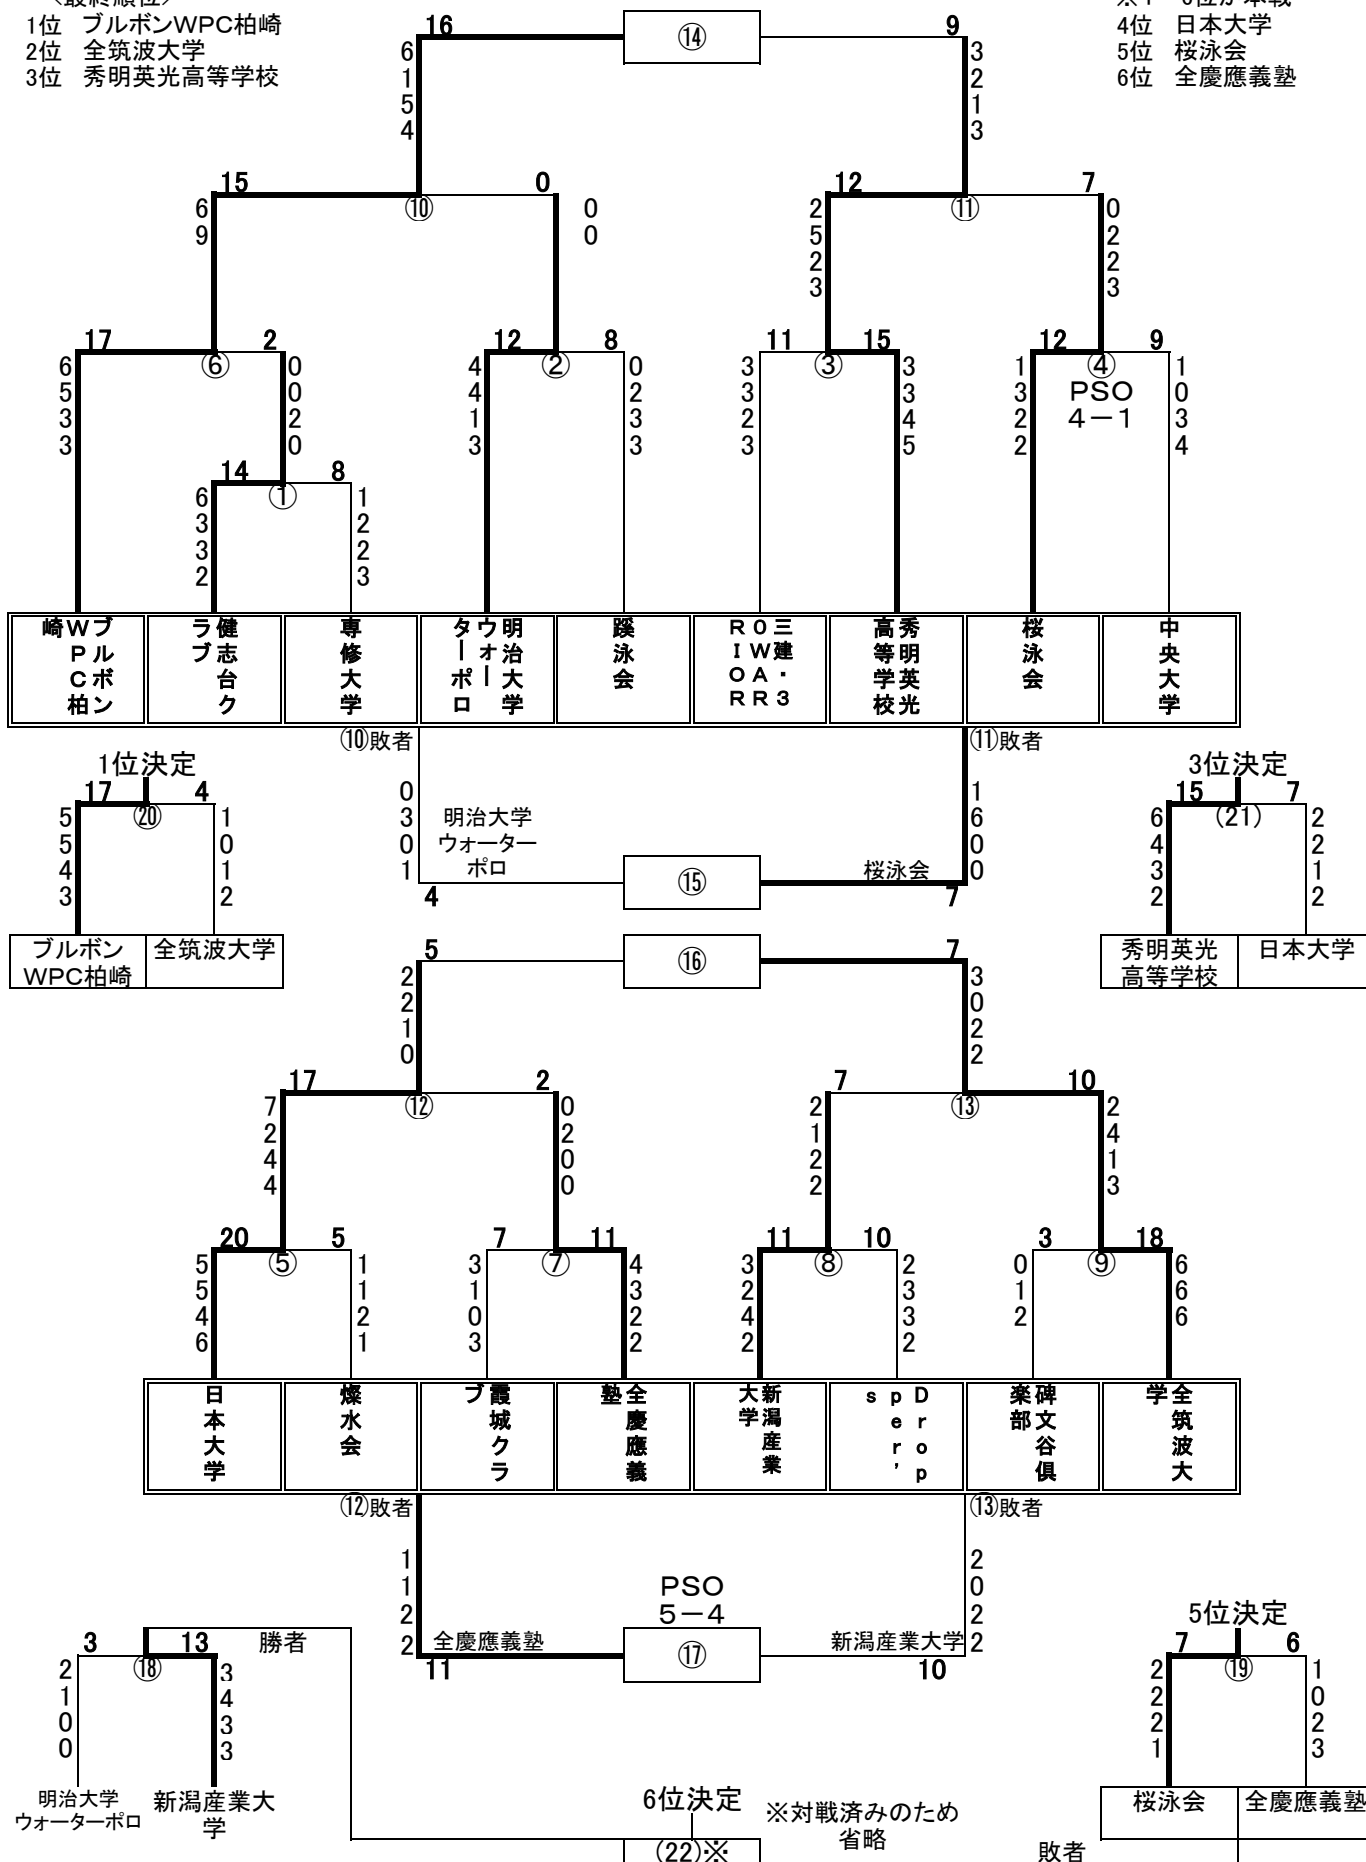 1位 ブルボンWPC柏崎
2位 全筑波大学
3位 秀明英光高等学校
4位 日本大学
5位 桜泳会
6位 全慶應義塾
16 ⑭ 9
6 1 5 4
3 2 1 3
15 ⑩ 0
6 9
0 0
12 ⑪ 7
2 5 2 3
0 2 2 3
17 ⑥ 2
6 5 3 3
0 0 2 0
12 ② 8
4 4 1 3
0 2 3 3
11 ③ 15
3 3 2 3
3 3 4 5
12 ④ 9
PSO
4-1
1 3 2 2
1 0 3 4
14 ① 8
6 3 3 2
1 2 2 3
ブルボンWPC柏崎
健志台クラブ
専修大学
明治大学ウォーターポロ
蹊泳会
三建・3ROWARRRIOR
秀明英光高等学校
桜泳会
中央大学
⑩敗者
⑪敗者
1位決定
17 ⑳ 4
5 5 4 3
1 0 1 2
ブルボン
WPC柏崎
全筑波大学
0 3 0 1
明治大学
ウォーター
ポロ
4 ⑮ 7
桜泳会
1 6 0 0
3位決定
15 (21) 7
6 4 3 2
2 2 1 2
秀明英光
高等学校
日本大学
5 ⑯ 7
2 2 1 0
3 0 2 2
17 ⑫ 2
7 2 4 4
0 2 0 0
7 ⑬ 10
2 1 2 2
2 4 1 3
20 ⑤ 5
5 5 4 6
1 1 2 1
7 ⑦ 11
3 1 0 3
4 3 2 2
11 ⑧ 10
3 2 4 2
2 3 3 2
3 ⑨ 18
0 1 2
6 6 6
日本大学
燦水会
霞城クラブ
全慶應義塾
新潟産業大学
Dropper's
碑文谷倶楽部
全筑波大学
⑫敗者
⑬敗者
1 1 2 2
PSO
5-4
2 0 2 2
全慶應義塾
新潟産業大学
11 ⑰ 10
3 ⑱ 13
勝者
2 1 0 0
3 4 3 3
明治大学
ウォーターポロ
新潟産業大
学
5位決定
7 ⑲ 6
2 2 2 1
1 0 2 3
桜泳会
全慶應義塾
6位決定
(22)※
※対戦済みのため
省略
敗者